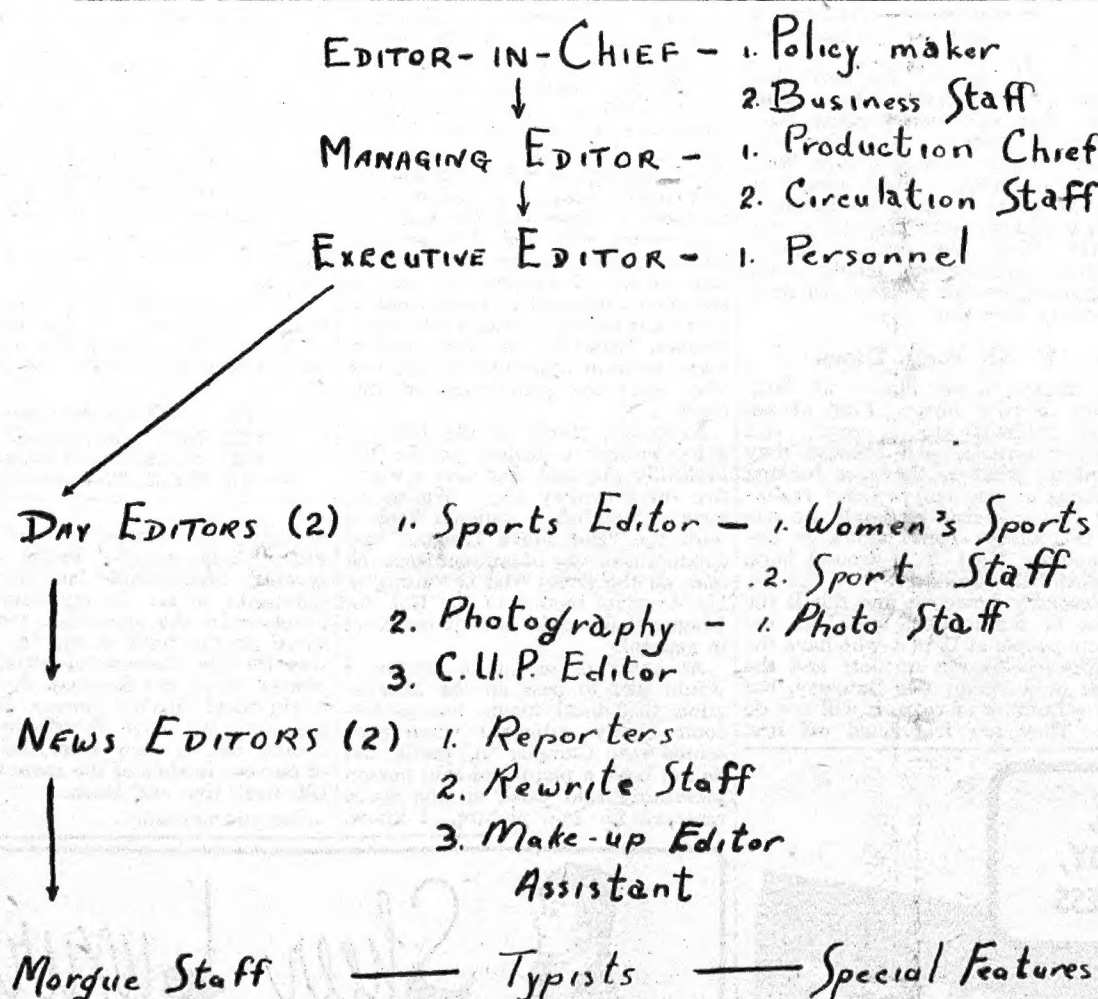 EDITOR-IN-CHIEF - 1. Policy maker
2. Business Staff
MANAGING EDITOR - 1. Production Chief
2. Circulation Staff
EXECUTIVE EDITOR - 1. Personnel
DAY EDITORS (2) 1. Sports Editor - 1. Women's Sports
2. Sport Staff
2. Photography - 1. Photo Staff
3. C.U.P. Editor
NEWS EDITORS (2) 1. Reporters
2. Rewrite Staff
3. Make-up Editor
Assistant
Morgue Staff — Typists — Special Features